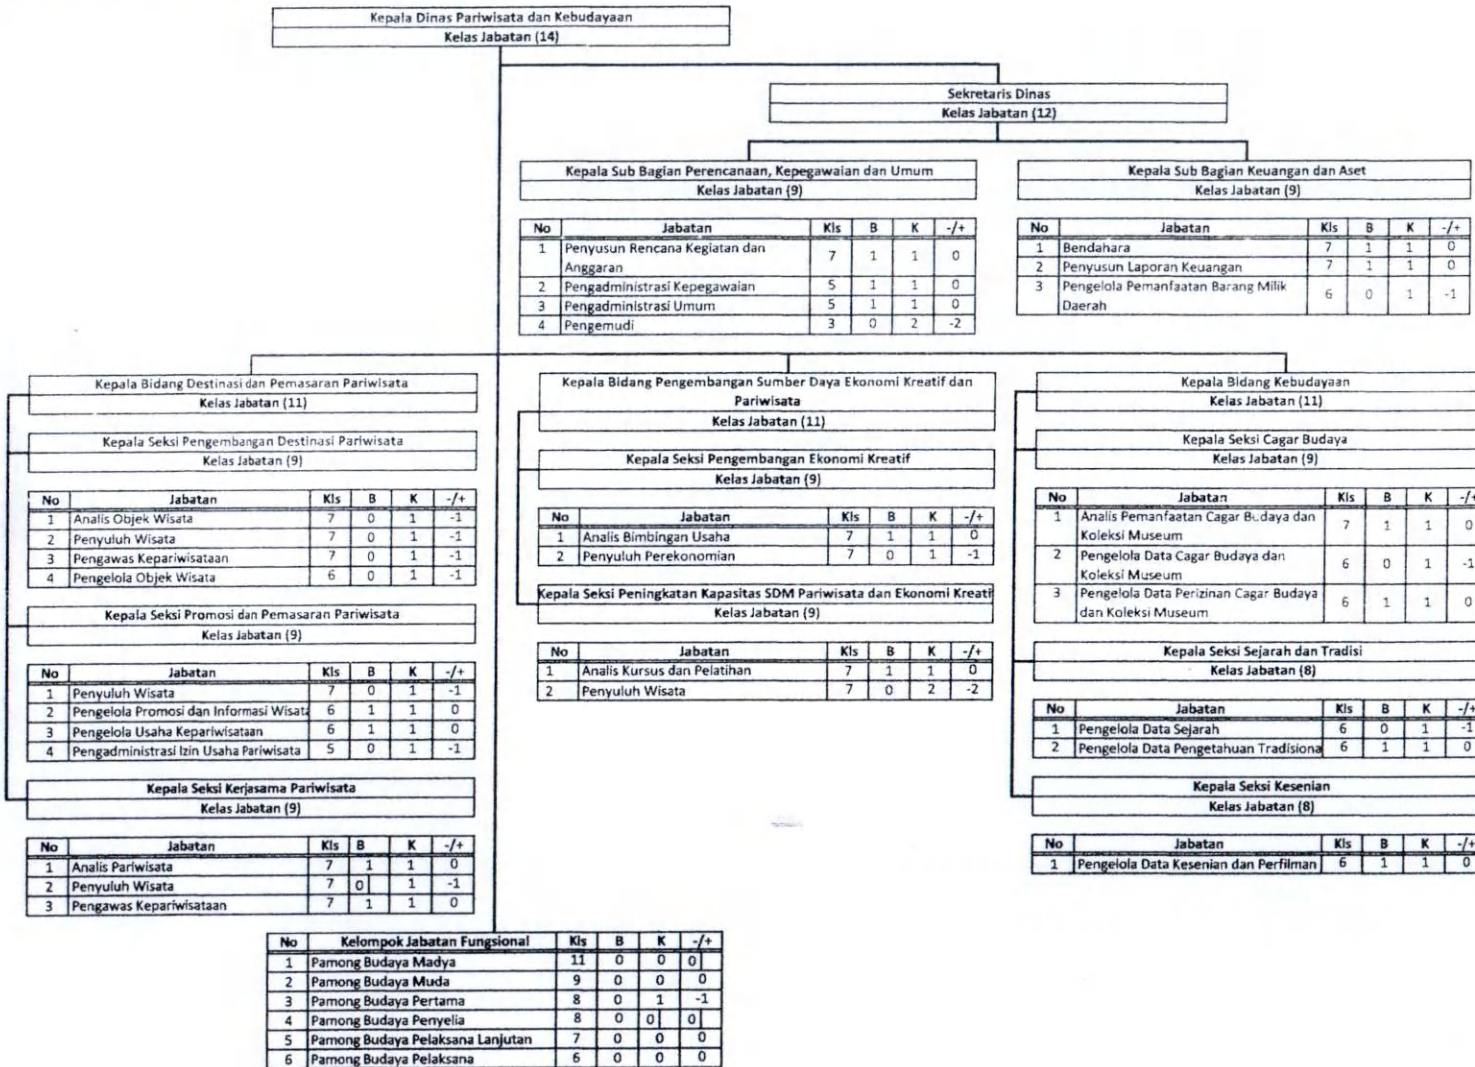 Kepala Dinas Pariwisata dan Kebudayaan
Kelas Jabatan (14)
Sekretaris Dinas
Kelas Jabatan (12)
Kepala Sub Bagian Perencanaan, Kepegawaian dan Umum
Kelas Jabatan (9)
No Jabatan Kls B K -/+
1 Penyusun Rencana Kegiatan dan
Anggaran 7 1 1 0
2 Pengadministrasi Kepegawaian 5 1 1 0
3 Pengadministrasi Umum 5 1 1 0
4 Pengemudi 3 0 2 -2
Kepala Sub Bagian Keuangan dan Aset
Kelas Jabatan (9)
No Jabatan Kls B K -/+
1 Bendahara 7 1 1 0
2 Penyusun Laporan Keuangan 7 1 1 0
3 Pengelola Pemanfaatan Barang Milik
Daerah 6 0 1 -1
Kepala Bidang Destinasi dan Pemasaran Pariwisata
Kelas Jabatan (11)
Kepala Seksi Pengembangan Destinasi Pariwisata
Kelas Jabatan (9)
No Jabatan Kls B K -/+
1 Analis Objek Wisata 7 0 1 -1
2 Penyuluh Wisata 7 0 1 -1
3 Pengawas Kepariwisataan 7 0 1 -1
4 Pengelola Objek Wisata 6 0 1 -1
Kepala Seksi Promosi dan Pemasaran Pariwisata
Kelas Jabatan (9)
No Jabatan Kls B K -/+
1 Penyuluh Wisata 7 0 1 -1
2 Pengelola Promosi dan Informasi Wisata 6 1 1 0
3 Pengelola Usaha Kepariwisataan 6 1 1 0
4 Pengadministrasi Izin Usaha Pariwisata 5 0 1 -1
Kepala Seksi Kerjasama Pariwisata
Kelas Jabatan (9)
No Jabatan Kls B K -/+
1 Analis Pariwisata 7 1 1 0
2 Penyuluh Wisata 7 0 1 -1
3 Pengawas Kepariwisataan 7 1 1 0
Kepala Bidang Pengembangan Sumber Daya Ekonomi Kreatif dan
Pariwisata
Kelas Jabatan (11)
Kepala Seksi Pengembangan Ekonomi Kreatif
Kelas Jabatan (9)
No Jabatan Kls B K -/+
1 Analis Bimbingan Usaha 7 1 1 0
2 Penyuluh Perekonomian 7 0 1 -1
Kepala Seksi Peningkatan Kapasitas SDM Pariwisata dan Ekonomi Kreatif
Kelas Jabatan (9)
No Jabatan Kls B K -/+
1 Analis Kursus dan Pelatihan 7 1 1 0
2 Penyuluh Wisata 7 0 2 -2
Kepala Bidang Kebudayaan
Kelas Jabatan (11)
Kepala Seksi Cagar Budaya
Kelas Jabatan (9)
No Jabatan Kls B K -/+
1 Analis Pemanfaatan Cagar Budaya dan
Koleksi Museum 7 1 1 0
2 Pengelola Data Cagar Budaya dan
Koleksi Museum 6 0 1 -1
3 Pengelola Data Perizinan Cagar Budaya
dan Koleksi Museum 6 1 1 0
Kepala Seksi Sejarah dan Tradisi
Kelas Jabatan (8)
No Jabatan Kls B K -/+
1 Pengelola Data Sejarah 6 0 1 -1
2 Pengelola Data Pengetahuan Tradisiona 6 1 1 0
Kepala Seksi Kesenian
Kelas Jabatan (8)
No Jabatan Kls B K -/+
1 Pengelola Data Kesenian dan Perfilman 6 1 1 0
No Kelompok Jabatan Fungsional Kls B K -/+
1 Pamong Budaya Madya 11 0 0 0
2 Pamong Budaya Muda 9 0 0 0
3 Pamong Budaya Pertama 8 0 1 -1
4 Pamong Budaya Penyelia 8 0 0 0
5 Pamong Budaya Pelaksana Lanjutan 7 0 0 0
6 Pamong Budaya Pelaksana 6 0 0 0